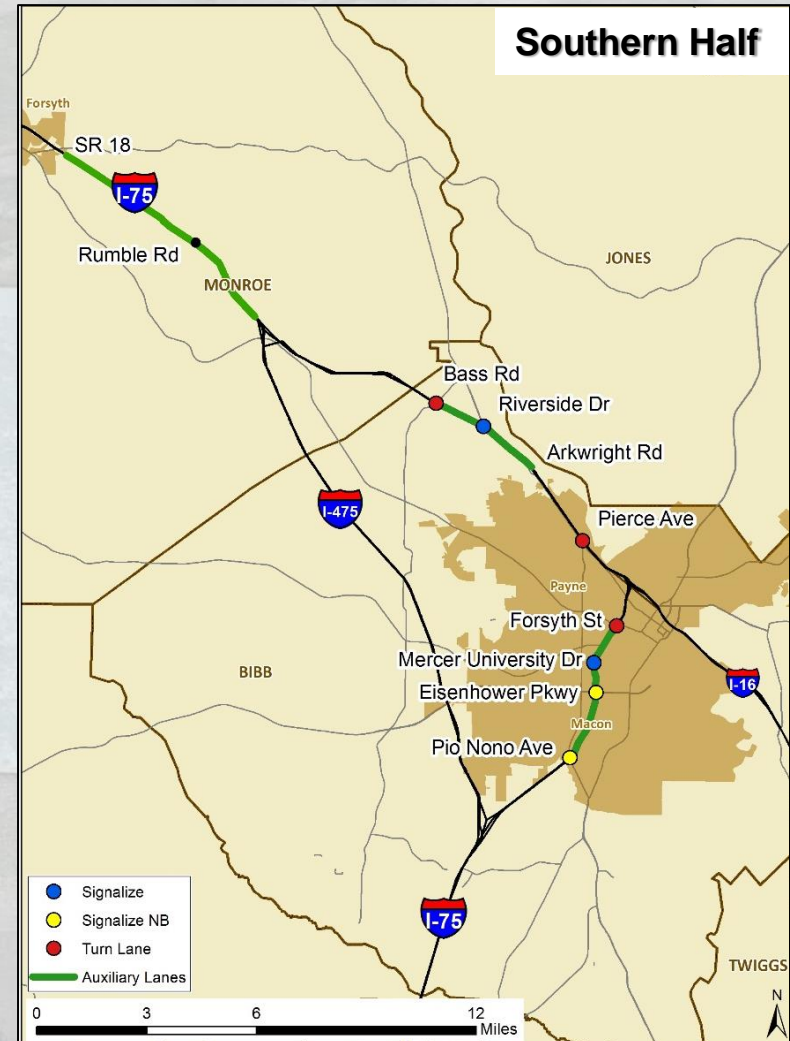 Southern Half
Forsyth
SR 18
I-75
Rumble Rd
MONROE
JONES
Bass Rd
Riverside Dr
Arkwright Rd
I-475
Pierce Ave
Payne
Forsyth St
Mercer University Dr
BIBB
Eisenhower Pkwy
I-16
Macon
Pio Nono Ave
Signalize
Signalize NB
Turn Lane
Auxiliary Lanes
I-75
TWIGGS
N
0 3 6 12
Miles